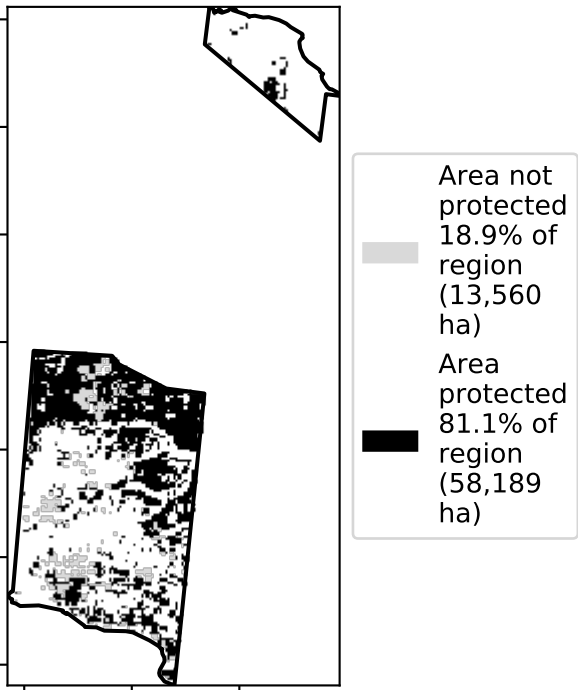 Area not
protected
18.9% of
region
(13,560
ha)
Area
protected
81.1% of
region
(58,189
ha)